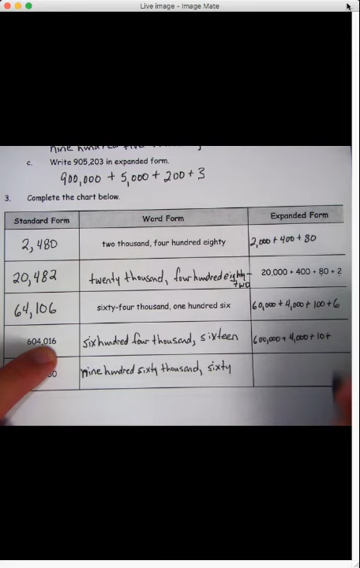 Live image - Image Mate
c. Write 905,203 in expanded form.
900,000 + 5,000 + 200 + 3
3. Complete the chart below.
Standard Form Word Form Expanded Form
2,480 two thousand, four hundred eighty 2,000 + 400 + 80
20,482 twenty thousand, four hundred eighty-two 20,000 + 400 + 80 + 2
64,106 sixty-four thousand, one hundred six 60,000 + 4,000 + 100 + 6
604,016 six hundred four thousand, sixteen 600,000 + 4,000 + 10 +
nine hundred sixty thousand, sixty